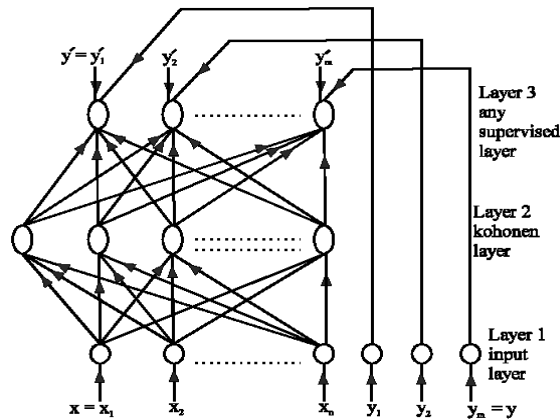 y′ = y′₁ y′₂ y′ₘ
Layer 3
any
supervised
layer
Layer 2
kohonen
layer
Layer 1
input
layer
x = x₁ x₂ xₙ y₁ y₂ yₘ = y